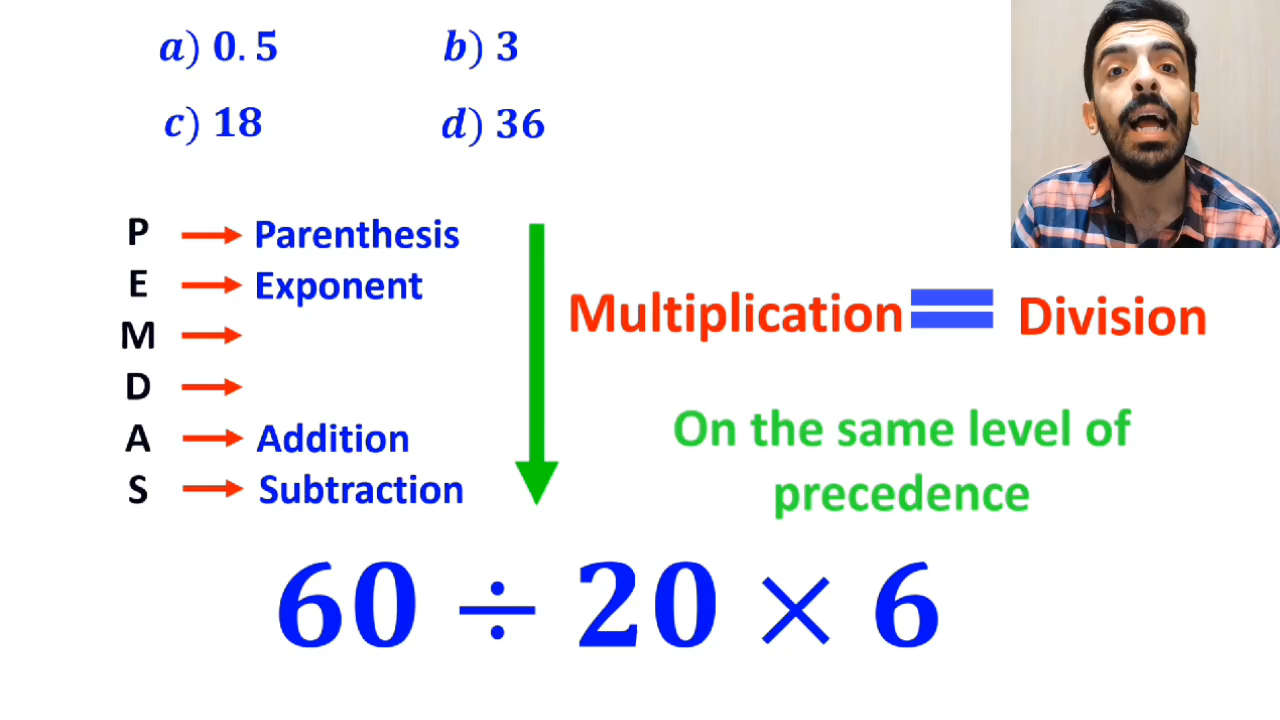 a) 0.5 b) 3
c) 18 d) 36
P → Parenthesis
E → Exponent
M →
D →
A → Addition
S → Subtraction
Multiplication = Division
On the same level of
precedence
60 ÷ 20 × 6